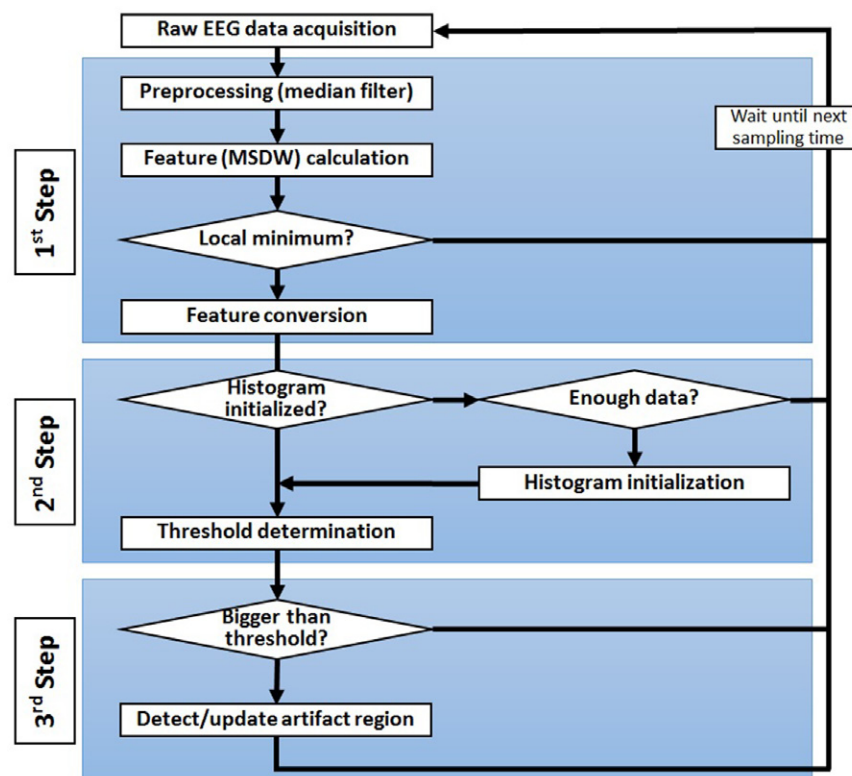 Raw EEG data acquisition
Preprocessing (median filter)
Wait until next
sampling time
Feature (MSDW) calculation
1st Step
Local minimum?
Feature conversion
Histogram
initialized?
Enough data?
2nd Step
Histogram initialization
Threshold determination
Bigger than
threshold?
3rd Step
Detect/update artifact region